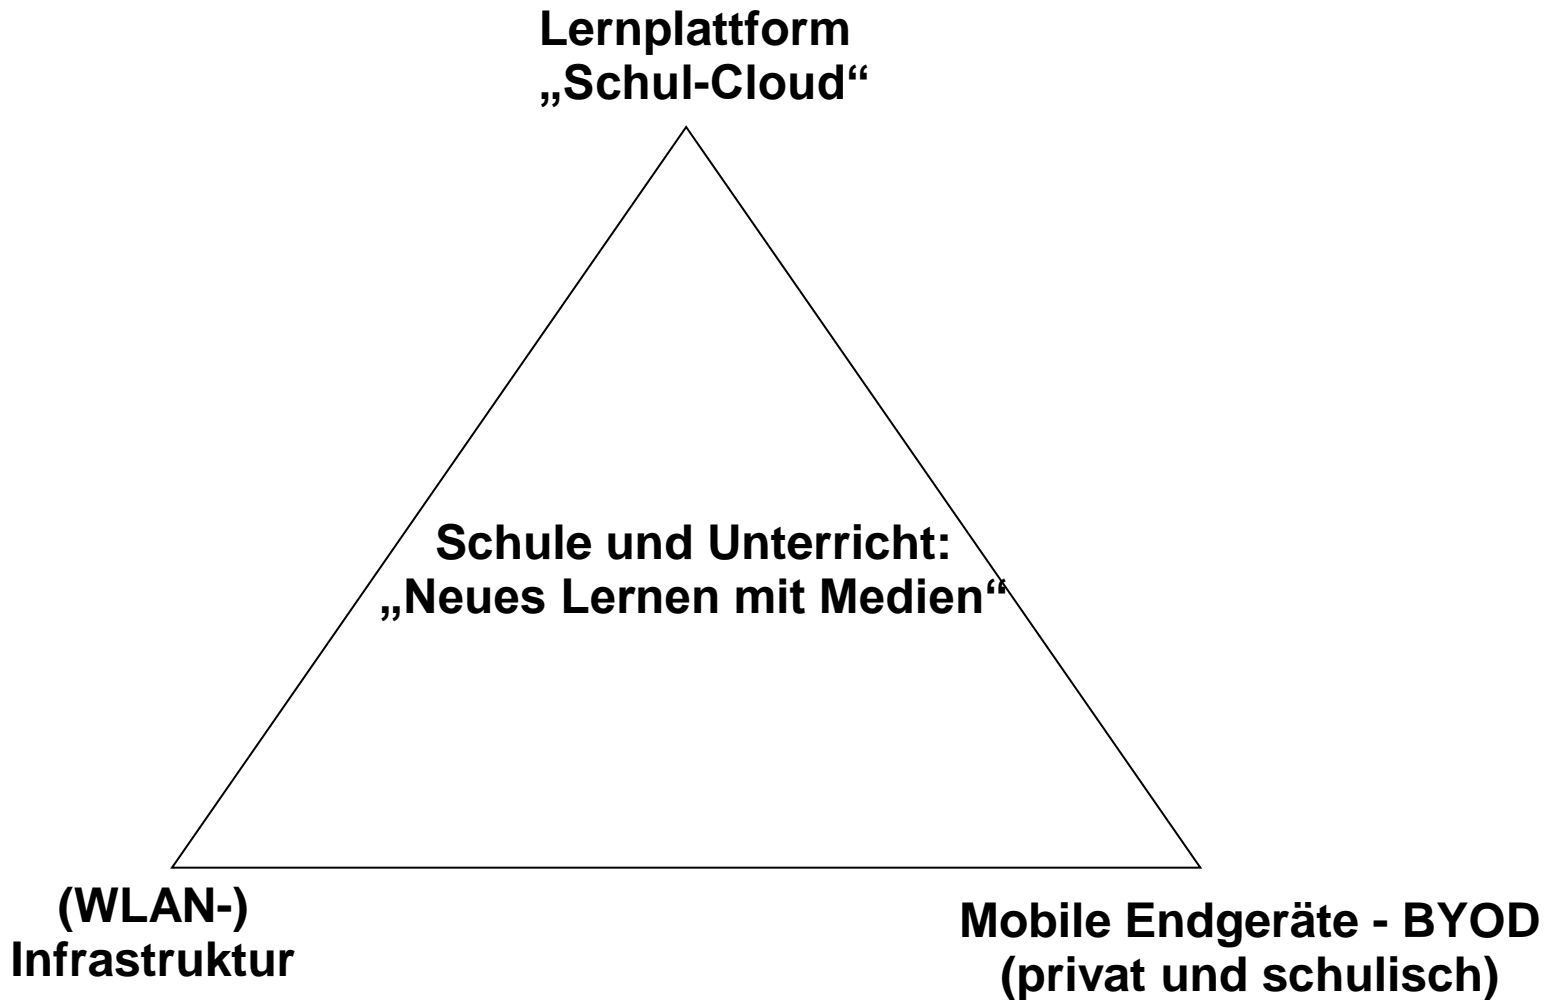 Lernplattform
„Schul-Cloud“
Schule und Unterricht:
„Neues Lernen mit Medien“
(WLAN-)
Infrastruktur
Mobile Endgeräte - BYOD
(privat und schulisch)